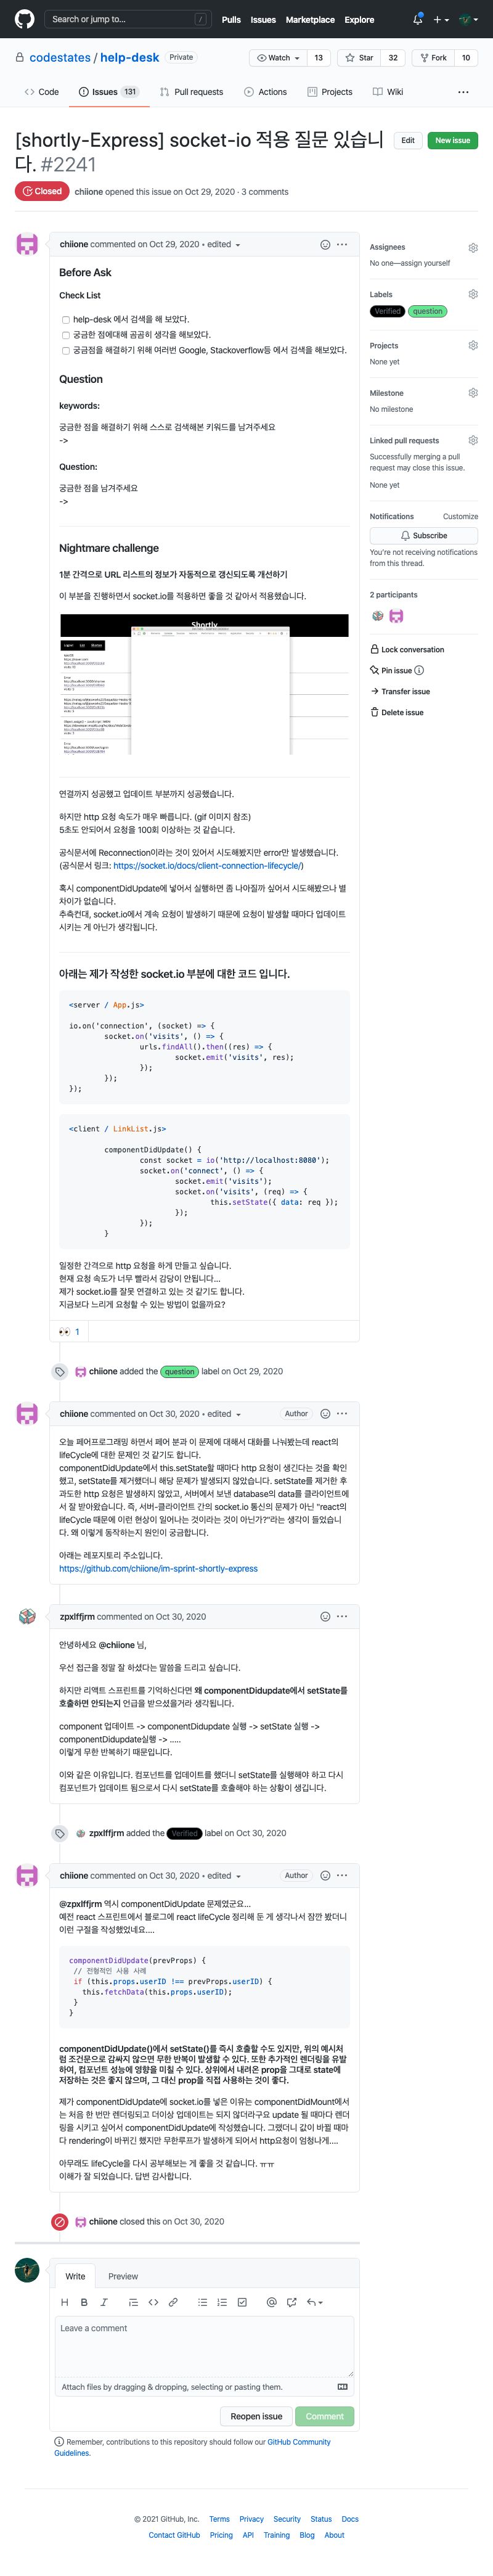 Search or jump to...
/
Pulls Issues Marketplace Explore
codestates / help-desk Private
Watch 13 Star 32 Fork 10
Code Issues 131 Pull requests Actions Projects Wiki ...
[shortly-Express] socket-io 적용 질문 있습니
다. #2241
Edit New issue
Closed chiione opened this issue on Oct 29, 2020 · 3 comments
chiione commented on Oct 29, 2020 • edited
Before Ask
Check List
help-desk 에서 검색을 해 보았다.
궁금한 점에대해 곰곰히 생각을 해보았다.
궁금점을 해결하기 위해 여러번 Google, Stackoverflow등 에서 검색을 해보았다.
Question
keywords:
궁금한 점을 해결하기 위해 스스로 검색해본 키워드를 남겨주세요
->
Question:
궁금한 점을 남겨주세요
->
Nightmare challenge
1분 간격으로 URL 리스트의 정보가 자동적으로 갱신되도록 개선하기
이 부분을 진행하면서 socket.io를 적용하면 좋을 것 같아서 적용했습니다.
Shortly
연결까지 성공했고 업데이트 부분까지 성공했습니다.
하지만 http 요청 속도가 매우 빠릅니다. (gif 이미지 참조)
5초도 안되어서 요청을 100회 이상하는 것 같습니다.
공식문서에 Reconnection이라는 것이 있어서 시도해봤지만 error만 발생했습니다.
(공식문서 링크: https://socket.io/docs/client-connection-lifecycle/)
혹시 componentDidUpdate에 넣어서 실행하면 좀 나아질까 싶어서 시도해봤으나 별
차이가 없습니다.
추측컨대, socket.io에서 계속 요청이 발생하기 때문에 요청이 발생할 때마다 업데이트
시키는 게 아닌가 생각됩니다.
아래는 제가 작성한 socket.io 부분에 대한 코드 입니다.
<server / App.js>
io.on('connection', (socket) => {
socket.on('visits', () => {
urls.findAll().then((res) => {
socket.emit('visits', res);
});
});
});
<client / LinkList.js>
componentDidUpdate() {
const socket = io('http://localhost:8080');
socket.on('connect', () => {
socket.emit('visits');
socket.on('visits', (req) => {
this.setState({ data: req });
});
});
}
일정한 간격으로 http 요청을 하게 만들고 싶습니다.
현재 요청 속도가 너무 빨라서 감당이 안됩니다...
제가 socket.io를 잘못 연결하고 있는 것 같기도 합니다.
지금보다 느리게 요청할 수 있는 방법이 없을까요?
👀 1
chiione added the question label on Oct 29, 2020
chiione commented on Oct 30, 2020 • edited Author
오늘 페어프로그래밍 하면서 페어 분과 이 문제에 대해서 대화를 나눠봤는데 react의
lifeCycle에 대한 문제인 것 같기도 합니다.
componentDidUpdate에서 this.setState할 때마다 http 요청이 생긴다는 것을 확인
했고, setState를 제거했더니 해당 문제가 발생되지 않았습니다. setState를 제거한 후
과도한 http 요청은 발생하지 않았고, 서버에서 보낸 database의 data를 클라이언트에
서 잘 받아왔습니다. 즉, 서버-클라이언트 간의 socket.io 통신의 문제가 아닌 "react의
lifeCycle 때문에 이런 현상이 일어나는 것이라는 것이 아닌가?"라는 생각이 들었습니
다. 왜 이렇게 동작하는지 원인이 궁금합니다.
아래는 레포지토리 주소입니다.
https://github.com/chiione/im-sprint-shortly-express
zpxlffjrm commented on Oct 30, 2020
안녕하세요 @chiione 님,
우선 접근을 정말 잘 하셨다는 말씀을 드리고 싶습니다.
하지만 리액트 스프린트를 기억하신다면 왜 componentDidupdate에서 setState를
호출하면 안되는지 언급을 받으셨을거라 생각됩니다.
component 업데이트 -> componentDidupdate 실행 -> setState 실행 ->
componentDidupdate실행 -> .....
이렇게 무한 반복하기 때문입니다.
이와 같은 이유입니다. 컴포넌트를 업데이트를 했더니 setState를 실행해야 하고 다시
컴포넌트가 업데이트 됨으로서 다시 setState를 호출해야 하는 상황이 생깁니다.
zpxlffjrm added the Verified label on Oct 30, 2020
chiione commented on Oct 30, 2020 • edited Author
@zpxlffjrm 역시 componentDidUpdate 문제였군요...
예전 react 스프린트에서 블로그에 react lifeCycle 정리해 둔 게 생각나서 잠깐 봤더니
이런 구절을 작성했었네요....
componentDidUpdate(prevProps) {
// 전형적인 사용 사례
if (this.props.userID !== prevProps.userID) {
this.fetchData(this.props.userID);
}
}
componentDidUpdate()에서 setState()를 즉시 호출할 수도 있지만, 위의 예시처
럼 조건문으로 감싸지 않으면 무한 반복이 발생할 수 있다. 또한 추가적인 렌더링을 유발
하여, 컴포넌트 성능에 영향을 미칠 수 있다. 상위에서 내려온 prop을 그대로 state에
저장하는 것은 좋지 않으며, 그 대신 prop을 직접 사용하는 것이 좋다.
제가 componentDidUpdate에 socket.io를 넣은 이유는 componentDidMount에서
는 처음 한 번만 렌더링되고 더이상 업데이트는 되지 않더라구요 update 될 때마다 렌더
링을 시키고 싶어서 componentDidUpdate에 작성했습니다. 그랬더니 값이 바뀔 때마
다 rendering이 바뀌긴 했지만 무한루프가 발생하게 되어서 http요청이 엄청나게....
아무래도 lifeCycle을 다시 공부해보는 게 좋을 것 같습니다. ㅠㅠ
이해가 잘 되었습니다. 답변 감사합니다.
chiione closed this on Oct 30, 2020
Write Preview
Leave a comment
Attach files by dragging & dropping, selecting or pasting them.
Reopen issue Comment
Remember, contributions to this repository should follow our GitHub Community
Guidelines.
Assignees
No one—assign yourself
Labels
Verified question
Projects
None yet
Milestone
No milestone
Linked pull requests
Successfully merging a pull
request may close this issue.
None yet
Notifications Customize
Subscribe
You're not receiving notifications
from this thread.
2 participants
Lock conversation
Pin issue
Transfer issue
Delete issue
© 2021 GitHub, Inc. Terms Privacy Security Status Docs
Contact GitHub Pricing API Training Blog About